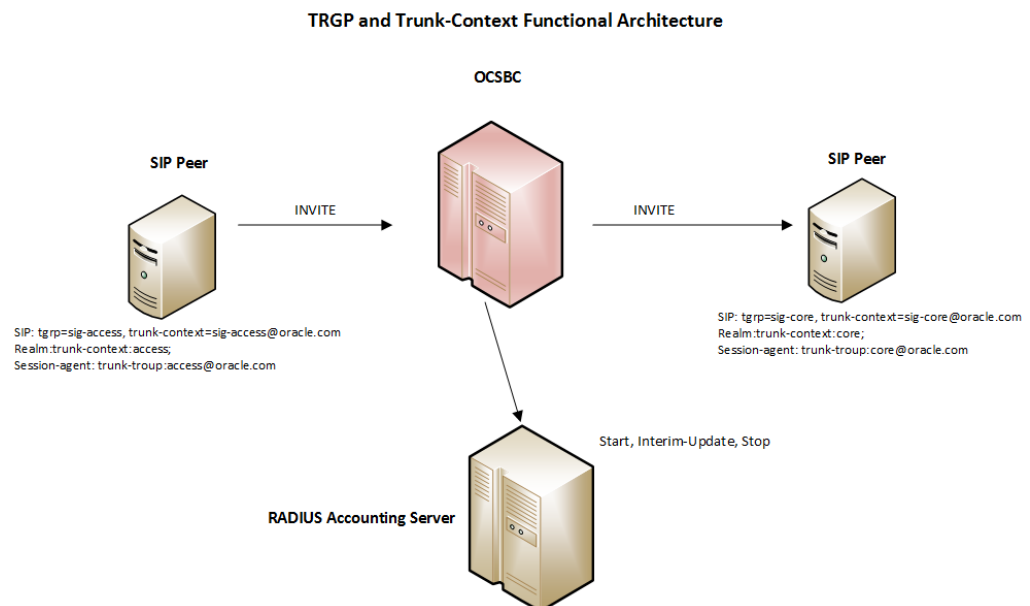 TRGP and Trunk-Context Functional Architecture
OCSBC
SIP Peer
SIP Peer
INVITE
INVITE
SIP: tgrp=sig-access, trunk-context=sig-access@oracle.com
Realm:trunk-context:access;
Session-agent: trunk-troup:access@oracle.com
SIP: tgrp=sig-core, trunk-context=sig-core@oracle.com
Realm:trunk-context:core;
Session-agent: trunk-troup:core@oracle.com
Start, Interim-Update, Stop
RADIUS Accounting Server